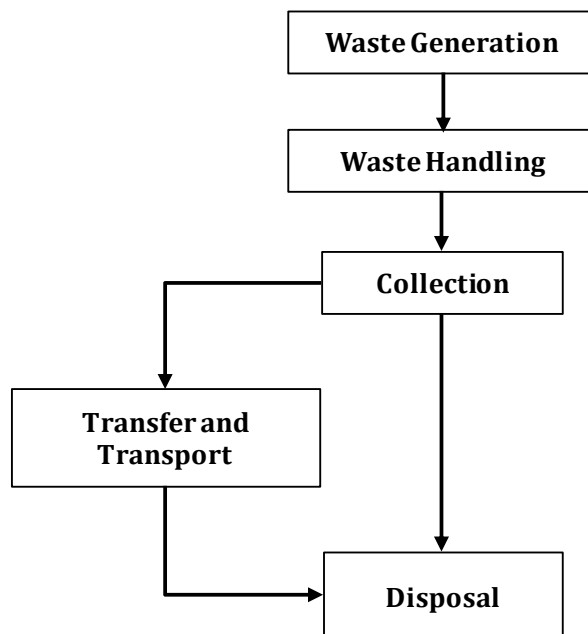 Waste Generation
Waste Handling
Collection
Transfer and
Transport
Disposal